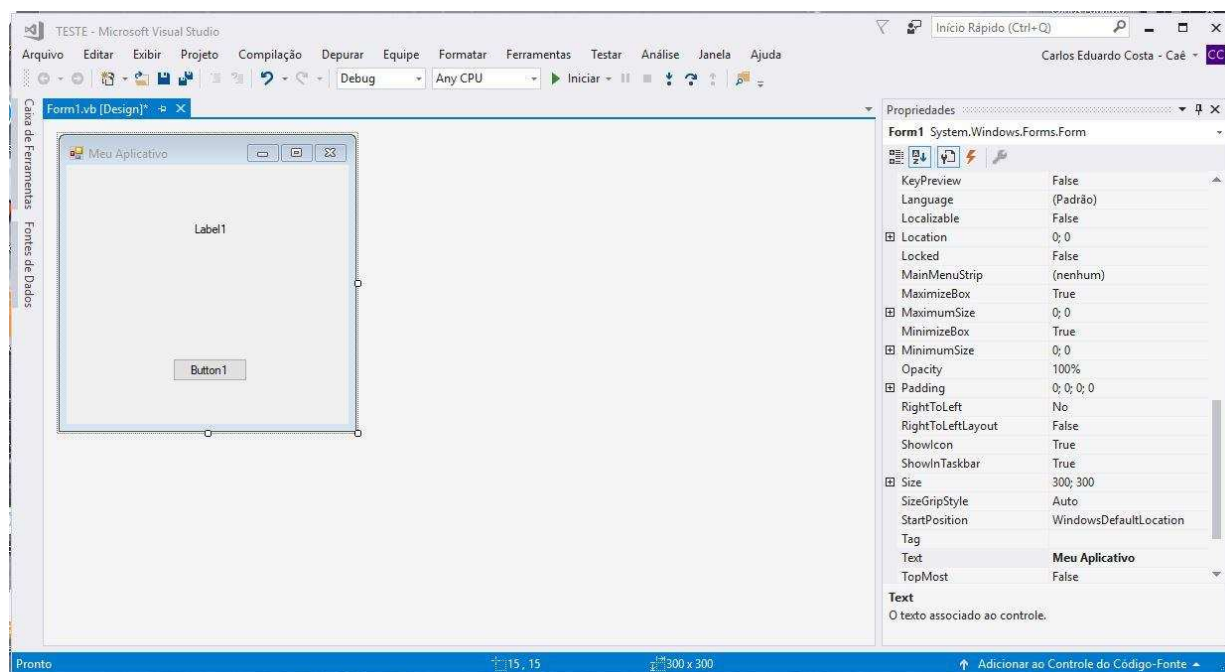 TESTE - Microsoft Visual Studio
Início Rápido (Ctrl+Q)
Arquivo Editar Exibir Projeto Compilação Depurar Equipe Formatar Ferramentas Testar Análise Janela Ajuda
Carlos Eduardo Costa - Caê
CC
Debug Any CPU Iniciar
Caixa de Ferramentas
Fontes de Dados
Form1.vb [Design]*
Meu Aplicativo
Label1
Button1
Propriedades
Form1 System.Windows.Forms.Form
KeyPreview False
Language (Padrão)
Localizable False
Location 0; 0
Locked False
MainMenuStrip (nenhum)
MaximizeBox True
MaximumSize 0; 0
MinimizeBox True
MinimumSize 0; 0
Opacity 100%
Padding 0; 0; 0; 0
RightToLeft No
RightToLeftLayout False
ShowIcon True
ShowInTaskbar True
Size 300; 300
SizeGripStyle Auto
StartPosition WindowsDefaultLocation
Tag
Text Meu Aplicativo
TopMost False
Text
O texto associado ao controle.
Pronto 15 , 15 300 x 300 Adicionar ao Controle do Código-Fonte